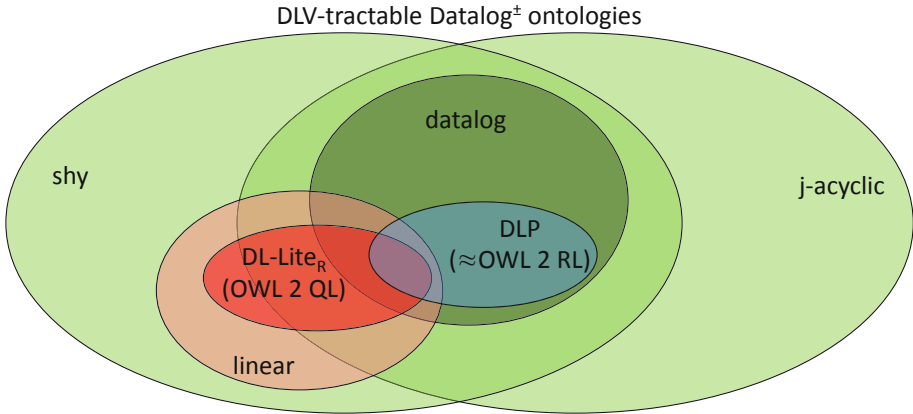 DLV-tractable Datalog± ontologies
datalog
shy
j-acyclic
DLP
(≈OWL 2 RL)
DL-LiteR
(OWL 2 QL)
linear